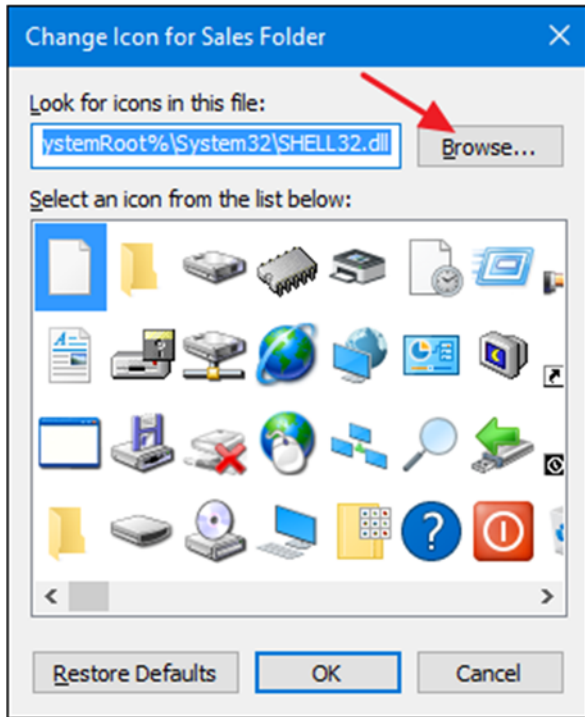 Change Icon for Sales Folder
Look for icons in this file:
ystemRoot%\System32\SHELL32.dll
Browse...
Select an icon from the list below:
Restore Defaults
OK
Cancel